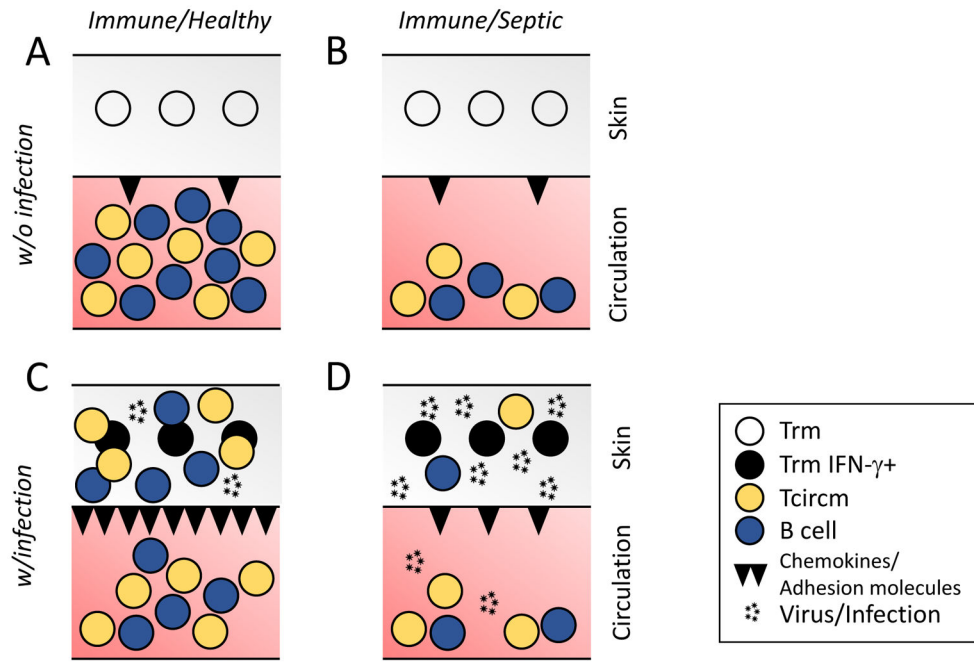 Immune/Healthy
Immune/Septic
A
B
w/o infection
Skin
Circulation
C
D
w/infection
Skin
Circulation
Trm
Trm IFN-γ+
Tcircm
B cell
Chemokines/
Adhesion molecules
Virus/Infection